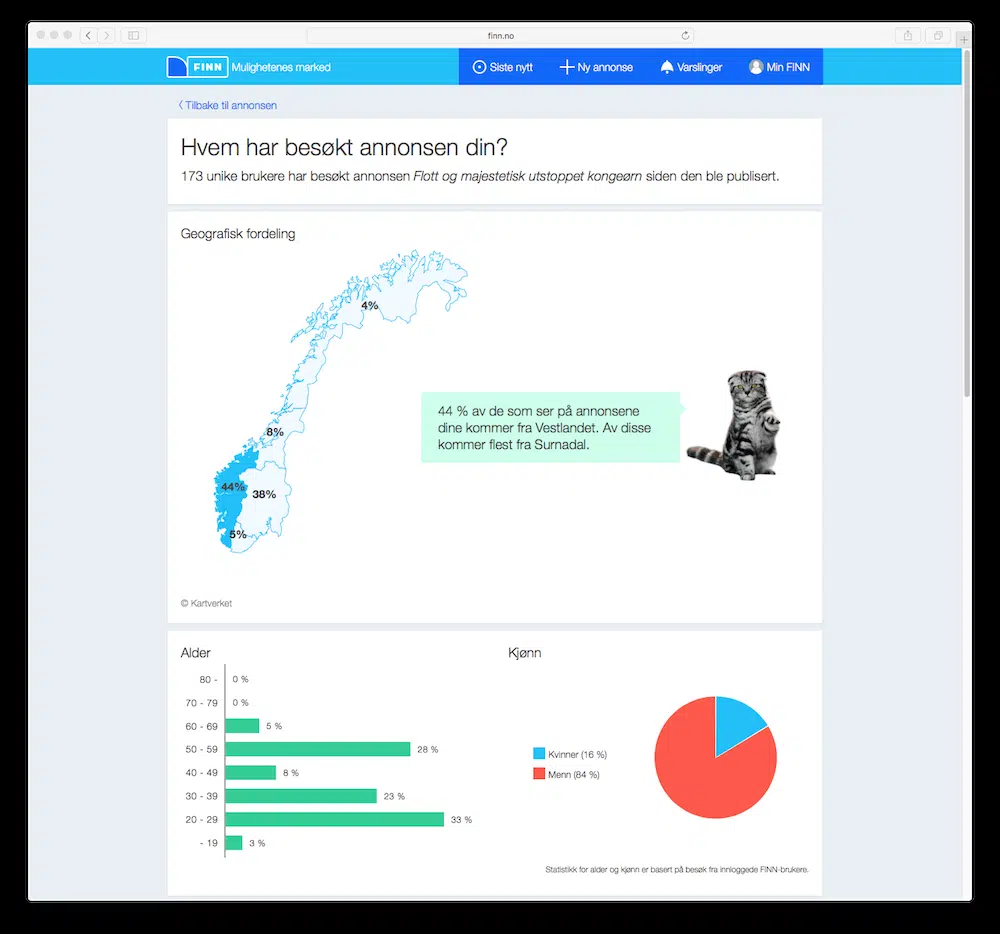 finn.no
FINN Mulighetenes marked
Siste nytt
Ny annonse
Varslinger
Min FINN
Tilbake til annonsen
Hvem har besøkt annonsen din?
173 unike brukere har besøkt annonsen Flott og majestetisk utstoppet kongeørn siden den ble publisert.
Geografisk fordeling
4%
8%
44%
38%
5%
44 % av de som ser på annonsene
dine kommer fra Vestlandet. Av disse
kommer flest fra Surnadal.
© Kartverket
Alder
80 - 0 %
70 - 79 0 %
60 - 69 5 %
50 - 59 28 %
40 - 49 8 %
30 - 39 23 %
20 - 29 33 %
- 19 3 %
Kjønn
Kvinner (16 %)
Menn (84 %)
Statistikk for alder og kjønn er basert på besøk fra innloggede FINN-brukere.